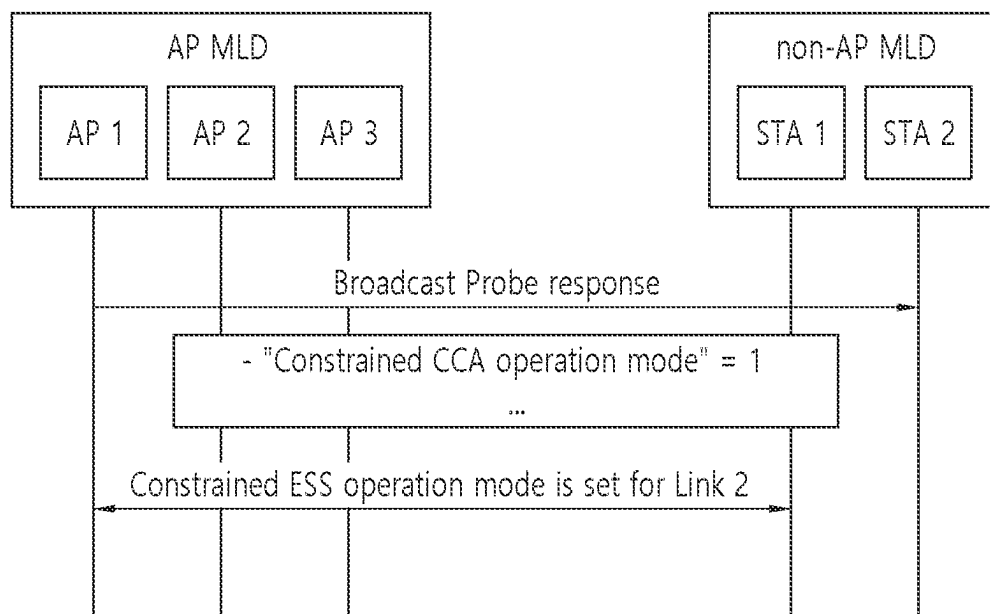 AP MLD
non-AP MLD
AP 1
AP 2
AP 3
STA 1
STA 2
Broadcast Probe response
- "Constrained CCA operation mode" = 1
...
Constrained ESS operation mode is set for Link 2